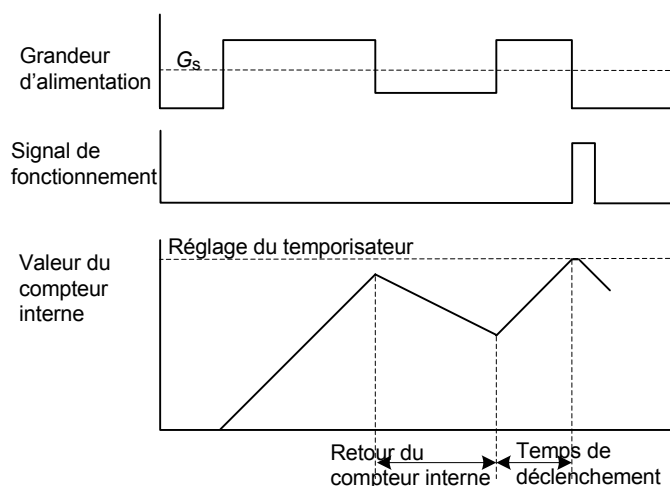 Grandeur
d'alimentation
Gs
Signal de
fonctionnement
Réglage du temporisateur
Valeur du
compteur
interne
Retour du
compteur interne
Temps de
déclenchement